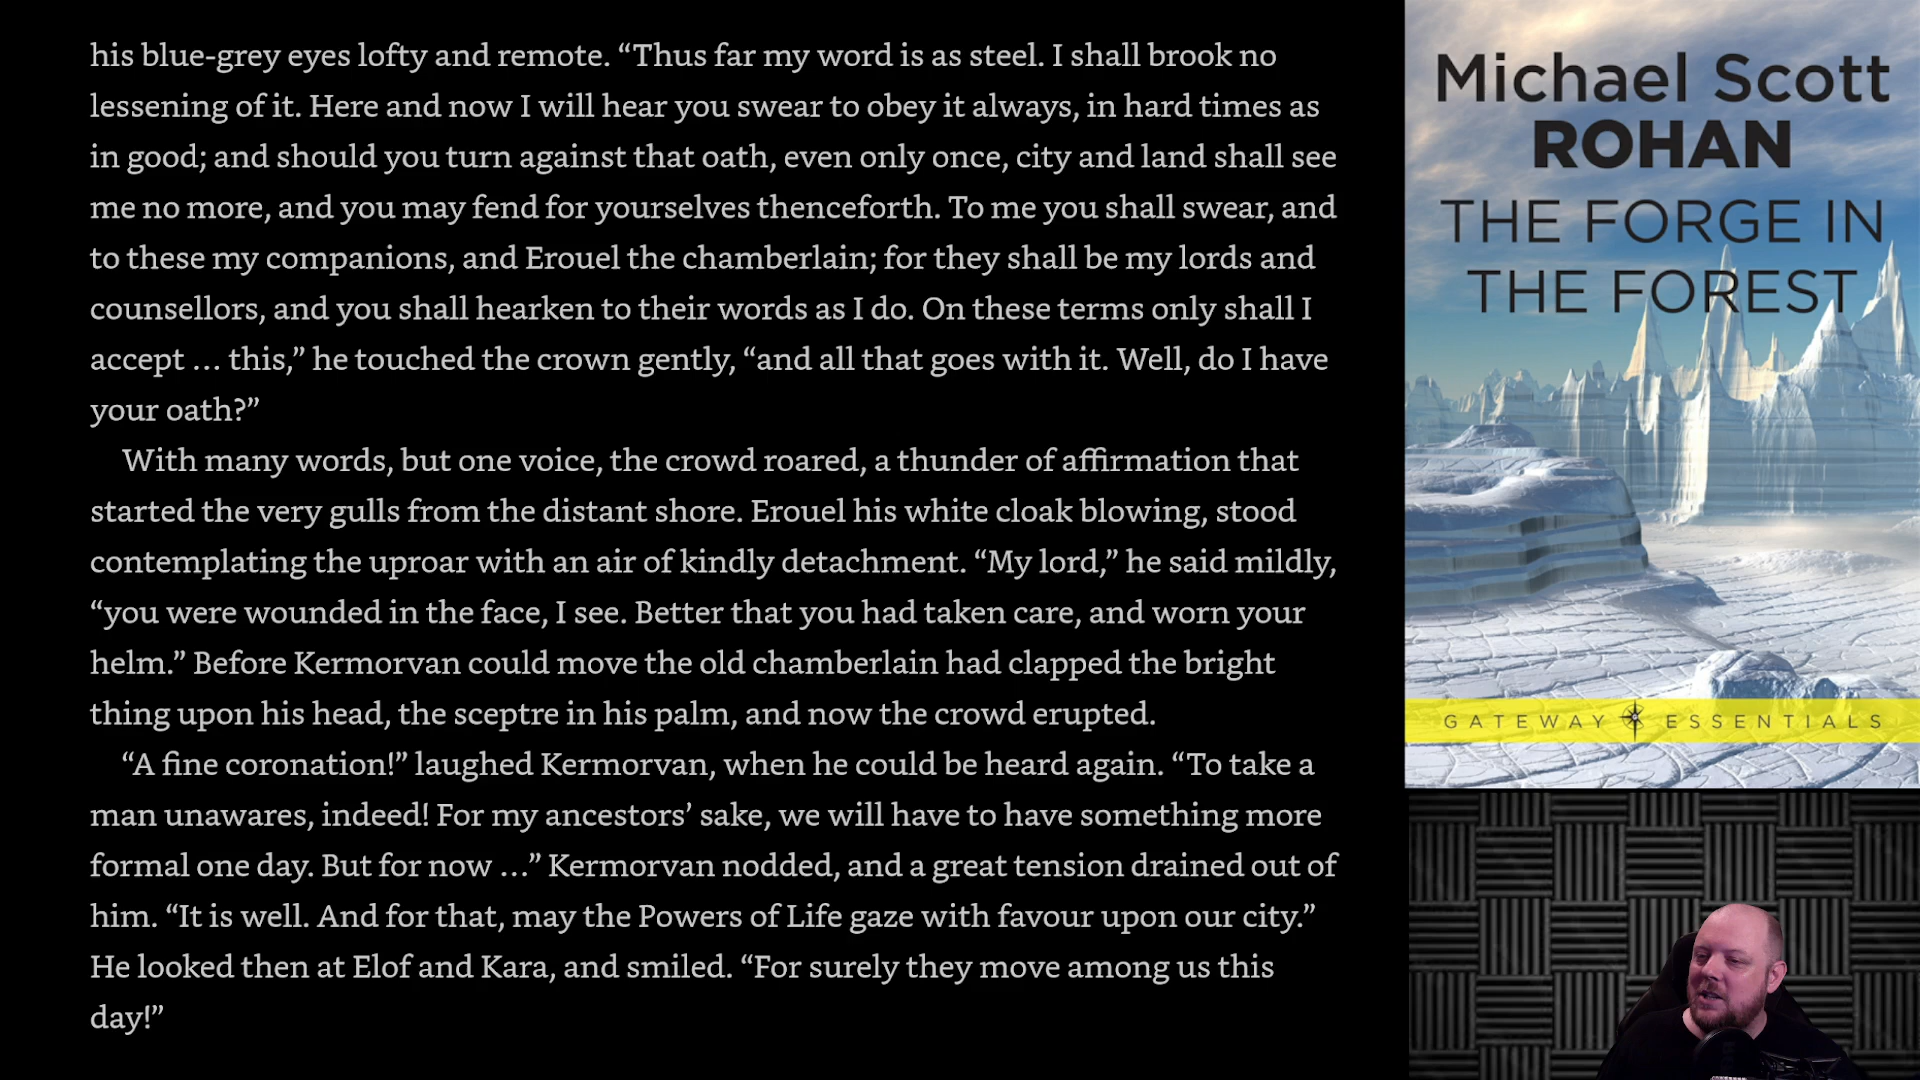 his blue-grey eyes lofty and remote. “Thus far my word is as steel. I shall brook no
lessening of it. Here and now I will hear you swear to obey it always, in hard times as
in good; and should you turn against that oath, even only once, city and land shall see
me no more, and you may fend for yourselves thenceforth. To me you shall swear, and
to these my companions, and Erouel the chamberlain; for they shall be my lords and
counsellors, and you shall hearken to their words as I do. On these terms only shall I
accept … this,” he touched the crown gently, “and all that goes with it. Well, do I have
your oath?”
With many words, but one voice, the crowd roared, a thunder of affirmation that
started the very gulls from the distant shore. Erouel his white cloak blowing, stood
contemplating the uproar with an air of kindly detachment. “My lord,” he said mildly,
“you were wounded in the face, I see. Better that you had taken care, and worn your
helm.” Before Kermorvan could move the old chamberlain had clapped the bright
thing upon his head, the sceptre in his palm, and now the crowd erupted.
“A fine coronation!” laughed Kermorvan, when he could be heard again. “To take a
man unawares, indeed! For my ancestors’ sake, we will have to have something more
formal one day. But for now …” Kermorvan nodded, and a great tension drained out of
him. “It is well. And for that, may the Powers of Life gaze with favour upon our city.”
He looked then at Elof and Kara, and smiled. “For surely they move among us this
day!”
Michael Scott
ROHAN
THE FORGE IN
THE FOREST
GATEWAY ESSENTIALS